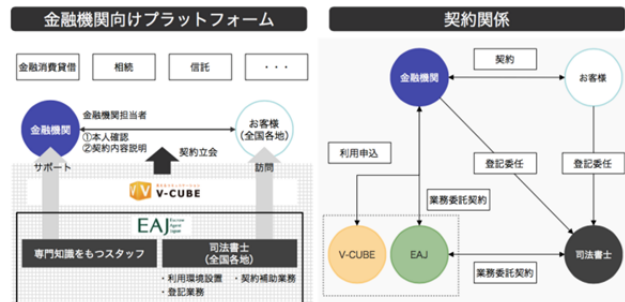 金融機関向けプラットフォーム
金融消費貸借
相続
信託
・・・
金融機関
金融機関担当者
①本人確認
②契約内容説明
お客様
(全国各地)
サポート
契約立会
訪問
V-CUBE
EAJ
専門知識をもつスタッフ
司法書士
(全国各地)
・利用環境設置
・契約補助業務
・登記業務
契約関係
金融機関
契約
お客様
利用申込
登記委任
登記委任
業務委託契約
V-CUBE
EAJ
業務委託契約
司法書士